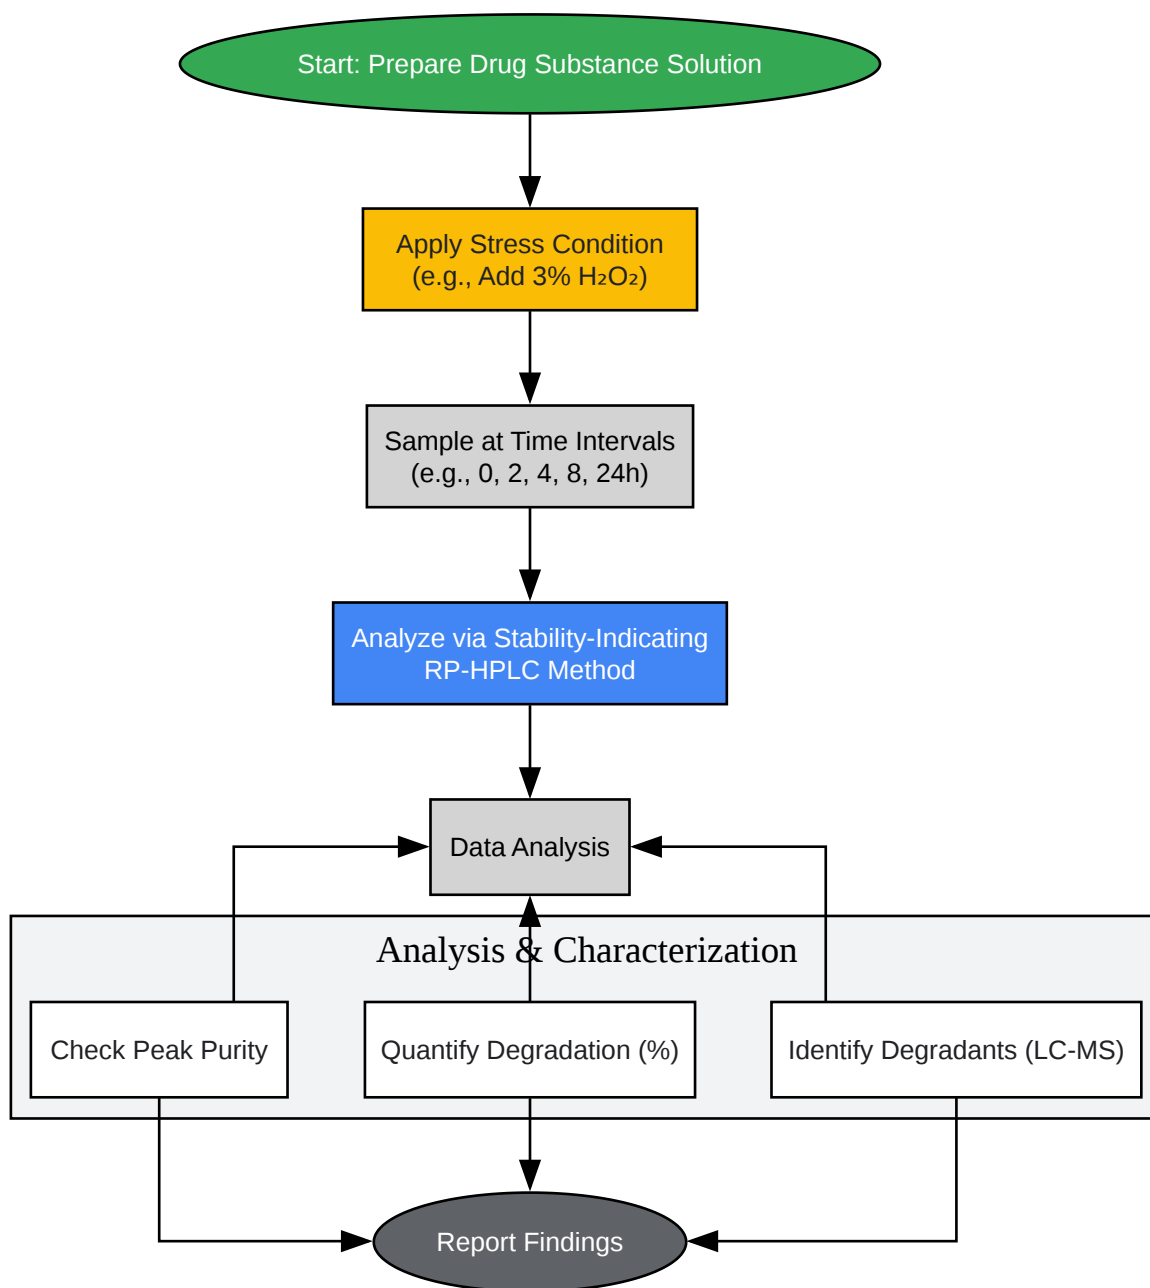 Start: Prepare Drug Substance Solution
Apply Stress Condition
(e.g., Add 3% H₂O₂)
Sample at Time Intervals
(e.g., 0, 2, 4, 8, 24h)
Analyze via Stability-Indicating
RP-HPLC Method
Data Analysis
Analysis & Characterization
Check Peak Purity
Quantify Degradation (%)
Identify Degradants (LC-MS)
Report Findings